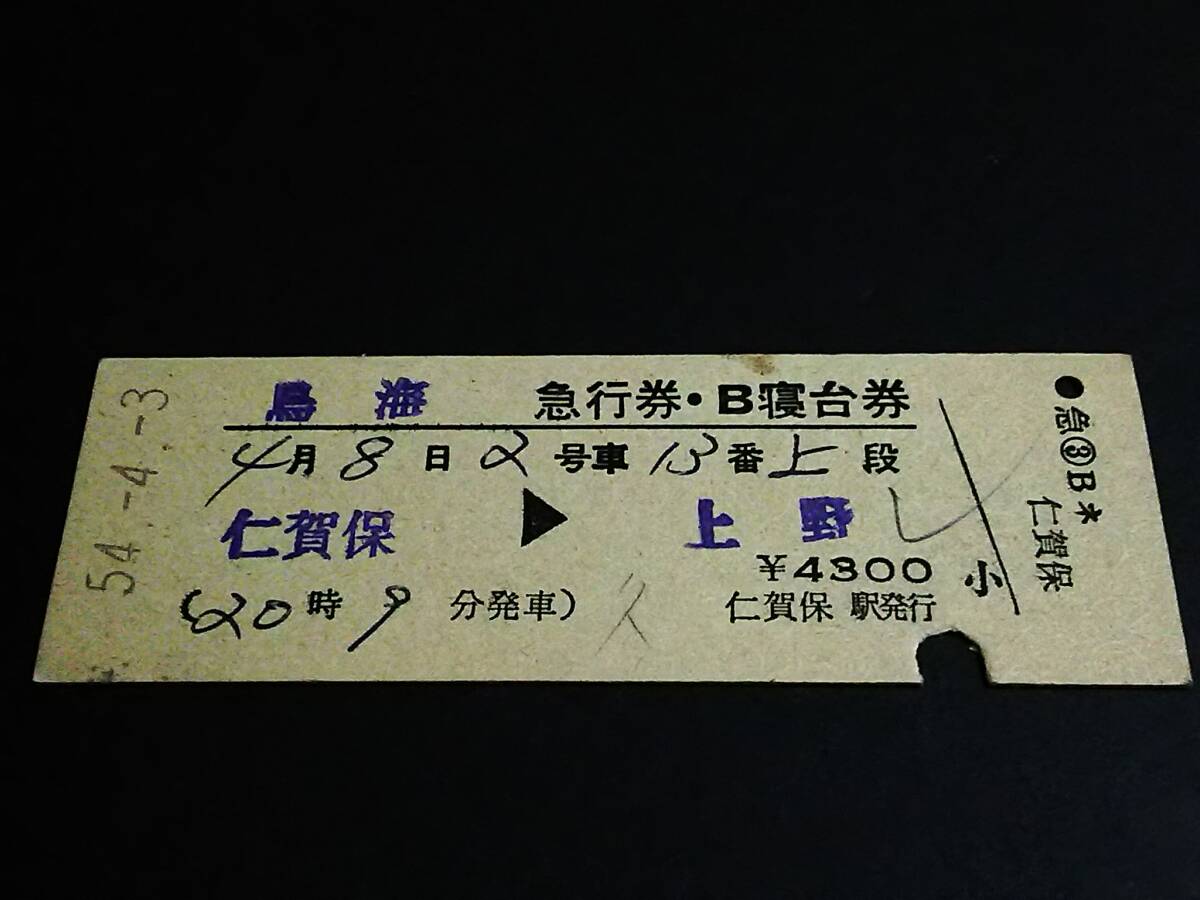 54.-4.-3
鳥海 急行券・B寝台券
4月8日2号車13番上段
仁賀保 ▶ 上野
¥4300
(20時9分発車)
仁賀保 駅発行
小
●急③B
仁賀保